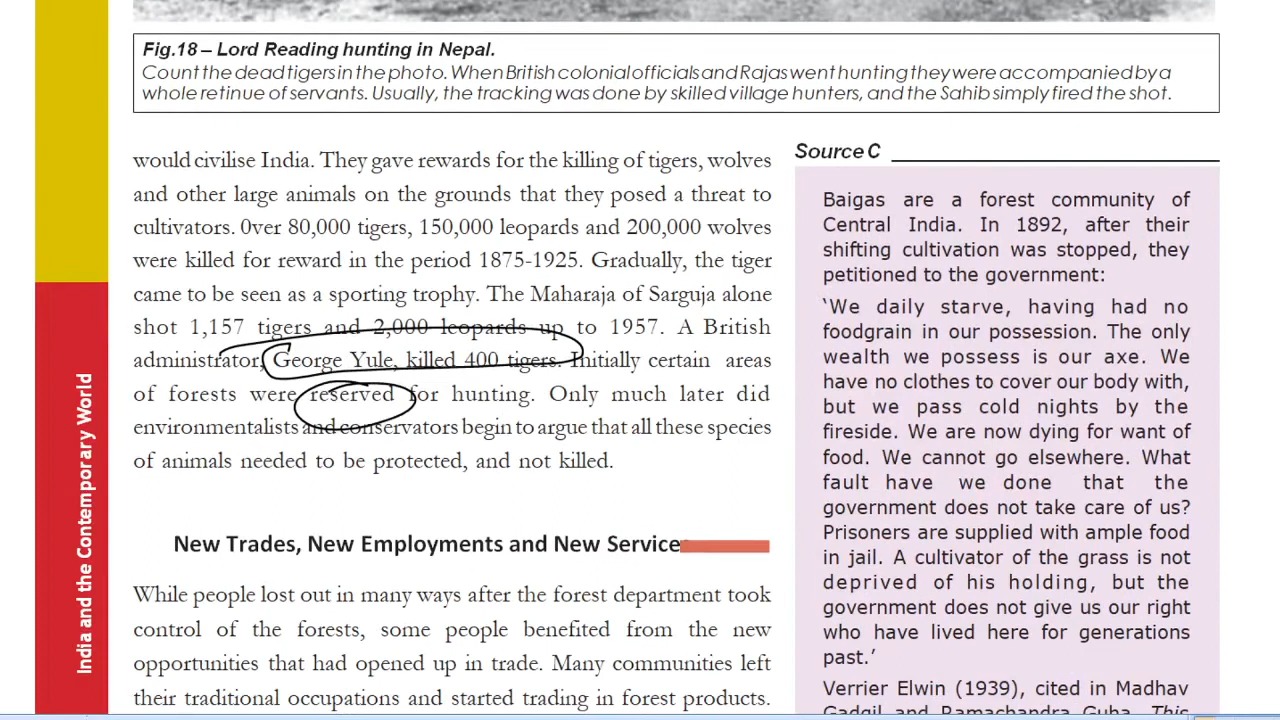 Fig.18 – Lord Reading hunting in Nepal.
Count the dead tigers in the photo. When British colonial officials and Rajas went hunting they were accompanied by a
whole retinue of servants. Usually, the tracking was done by skilled village hunters, and the Sahib simply fired the shot.
would civilise India. They gave rewards for the killing of tigers, wolves
and other large animals on the grounds that they posed a threat to
cultivators. 0ver 80,000 tigers, 150,000 leopards and 200,000 wolves
were killed for reward in the period 1875-1925. Gradually, the tiger
came to be seen as a sporting trophy. The Maharaja of Sarguja alone
shot 1,157 tigers and 2,000 leopards up to 1957. A British
administrator, George Yule, killed 400 tigers. Initially certain areas
of forests were reserved for hunting. Only much later did
environmentalists and conservators begin to argue that all these species
of animals needed to be protected, and not killed.
New Trades, New Employments and New Services
While people lost out in many ways after the forest department took
control of the forests, some people benefited from the new
opportunities that had opened up in trade. Many communities left
their traditional occupations and started trading in forest products.
Source C
Baigas are a forest community of
Central India. In 1892, after their
shifting cultivation was stopped, they
petitioned to the government:
‘We daily starve, having had no
foodgrain in our possession. The only
wealth we possess is our axe. We
have no clothes to cover our body with,
but we pass cold nights by the
fireside. We are now dying for want of
food. We cannot go elsewhere. What
fault have we done that the
government does not take care of us?
Prisoners are supplied with ample food
in jail. A cultivator of the grass is not
deprived of his holding, but the
government does not give us our right
who have lived here for generations
past.’
Verrier Elwin (1939), cited in Madhav
Gadgil and Ramachandra Guha, This
India and the Contemporary World